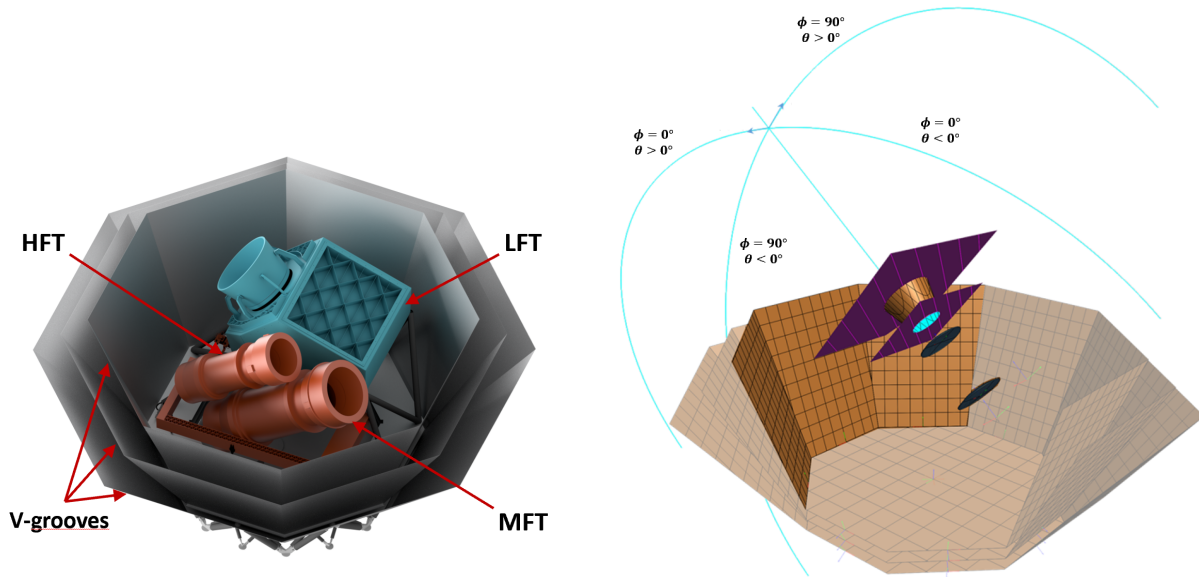 HFT
LFT
V-grooves
MFT
ϕ = 90°
θ > 0°
ϕ = 0°
θ > 0°
ϕ = 0°
θ < 0°
ϕ = 90°
θ < 0°